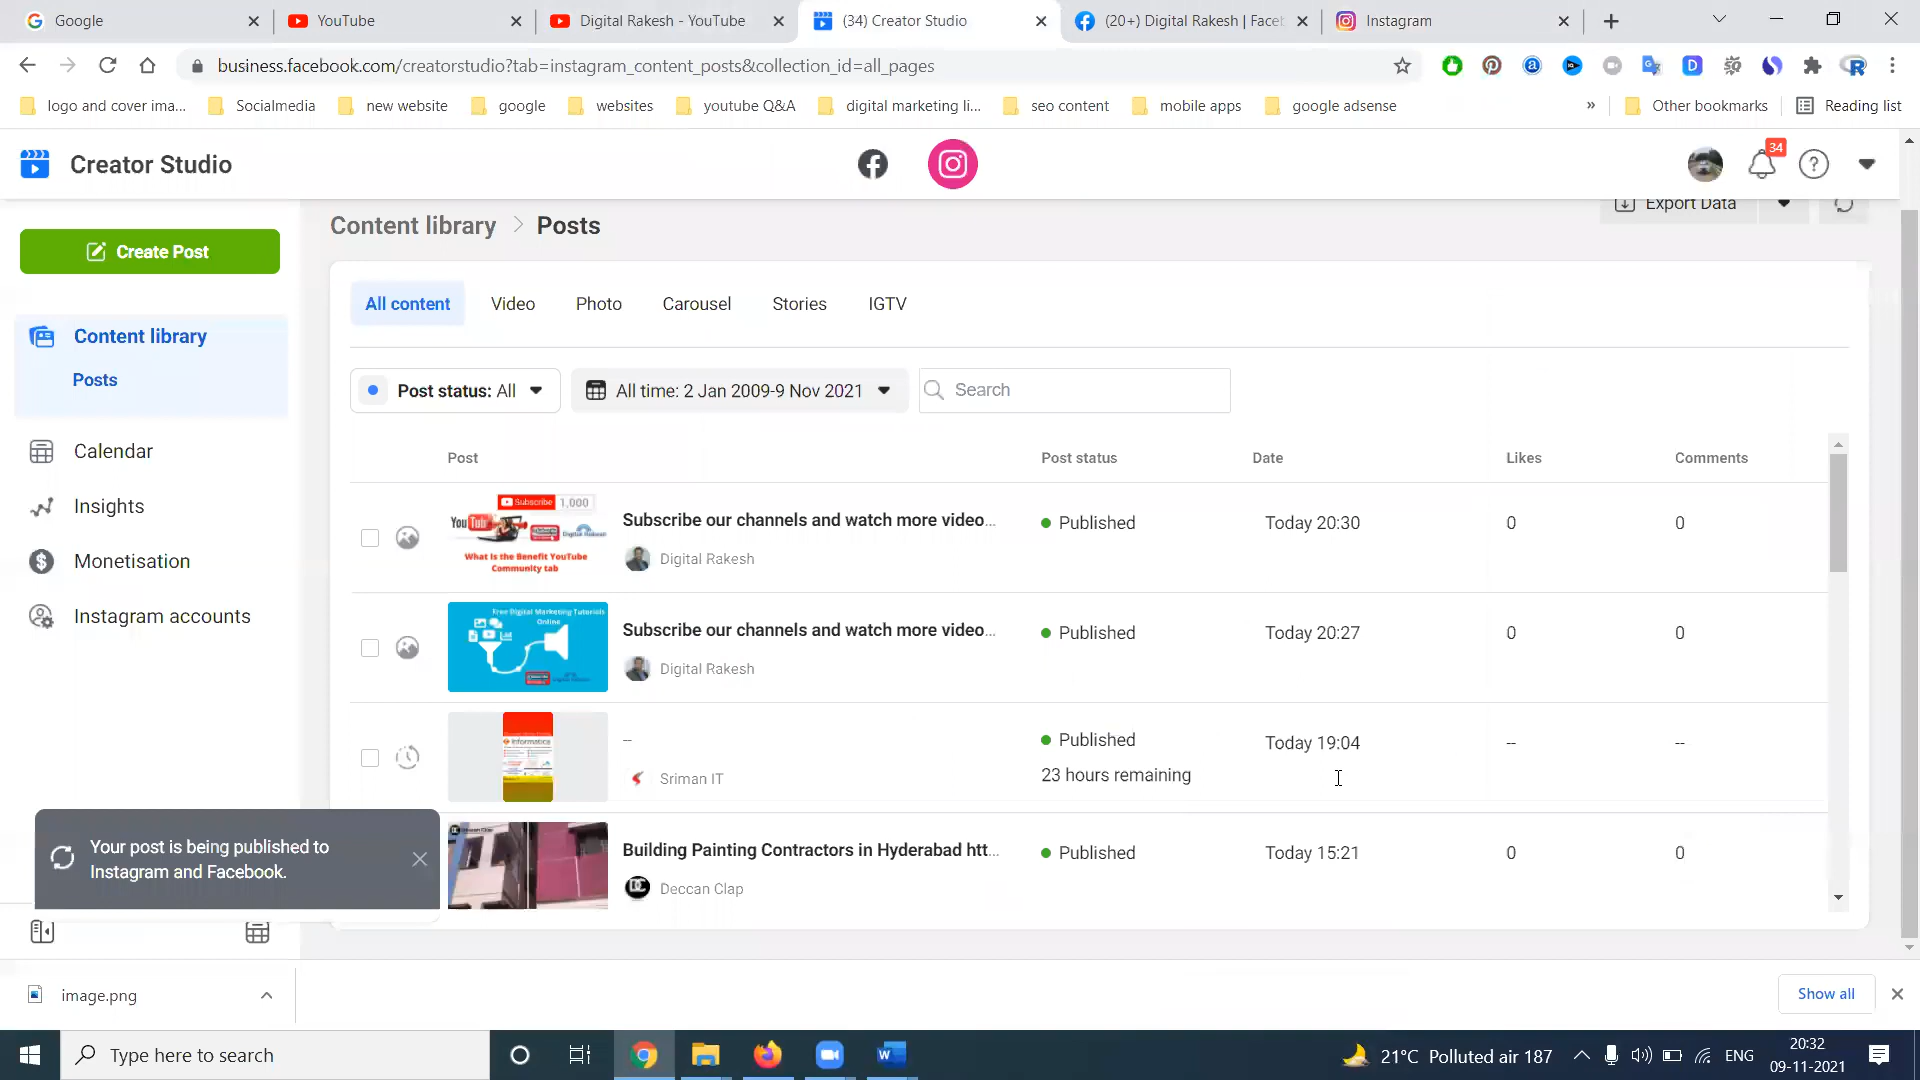 Google
YouTube
Digital Rakesh - YouTube
(34) Creator Studio
(20+) Digital Rakesh | Faceb
Instagram
business.facebook.com/creatorstudio?tab=instagram_content_posts&collection_id=all_pages
logo and cover ima...
Socialmedia
new website
google
websites
youtube Q&A
digital marketing li...
seo content
mobile apps
google adsense
»
Other bookmarks
Reading list
Creator Studio
34
Create Post
Content library > Posts
Export Data
Content library
Posts
Calendar
Insights
Monetisation
Instagram accounts
All content
Video
Photo
Carousel
Stories
IGTV
Post status: All
All time: 2 Jan 2009-9 Nov 2021
Search
Post
Post status
Date
Likes
Comments
Subscribe 1,000
YouTub
Digital Rakesh
What Is the Benefit YouTube
Community tab
Subscribe our channels and watch more video...
Digital Rakesh
Published
Today 20:30
0
0
Free Digital Marketing Tutorials
Online
Subscribe our channels and watch more video...
Digital Rakesh
Published
Today 20:27
0
0
Informatica
--
Sriman IT
Published
23 hours remaining
Today 19:04
--
--
Deccan Clap
Building Painting Contractors in Hyderabad htt...
Deccan Clap
Published
Today 15:21
0
0
Your post is being published to
Instagram and Facebook.
image.png
Show all
Type here to search
21°C Polluted air 187
ENG
20:32
09-11-2021